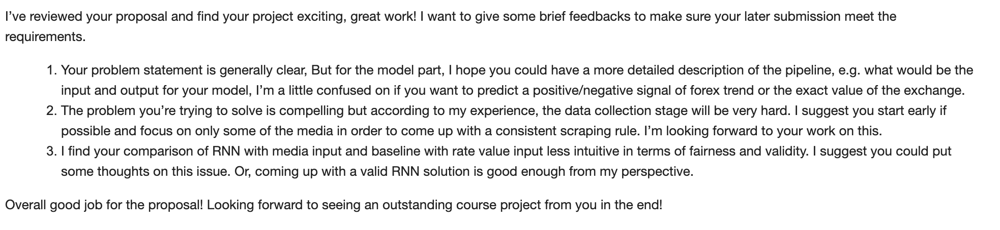 I’ve reviewed your proposal and find your project exciting, great work! I want to give some brief feedbacks to make sure your later submission meet the
requirements.
1. Your problem statement is generally clear, But for the model part, I hope you could have a more detailed description of the pipeline, e.g. what would be the
input and output for your model, I’m a little confused on if you want to predict a positive/negative signal of forex trend or the exact value of the exchange.
2. The problem you’re trying to solve is compelling but according to my experience, the data collection stage will be very hard. I suggest you start early if
possible and focus on only some of the media in order to come up with a consistent scraping rule. I’m looking forward to your work on this.
3. I find your comparison of RNN with media input and baseline with rate value input less intuitive in terms of fairness and validity. I suggest you could put
some thoughts on this issue. Or, coming up with a valid RNN solution is good enough from my perspective.
Overall good job for the proposal! Looking forward to seeing an outstanding course project from you in the end!